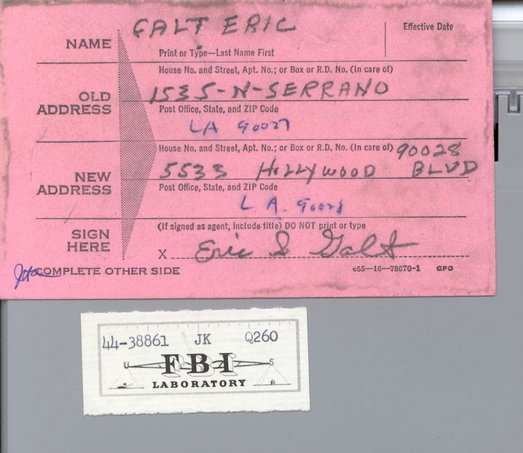 GALT ERIC
NAME
Print or Type—Last Name First
Effective Date
House No. and Street, Apt. No.; or Box or R.D. No. (In care of)
1535-N-SERRANO
OLD ADDRESS
Post Office, State, and ZIP Code
LA 90027
House No. and Street, Apt. No.; or Box or R.D. No. (In care of)
90028
5533 HOLLYWOOD BLVD
NEW ADDRESS
Post Office, State, and ZIP Code
L A. 90028
SIGN HERE
(If signed as agent, include title) DO NOT print or type
X Eric S Galt
COMPLETE OTHER SIDE
c55—16—78670-1 GPO
44-38861 JK Q260
FBI
LABORATORY